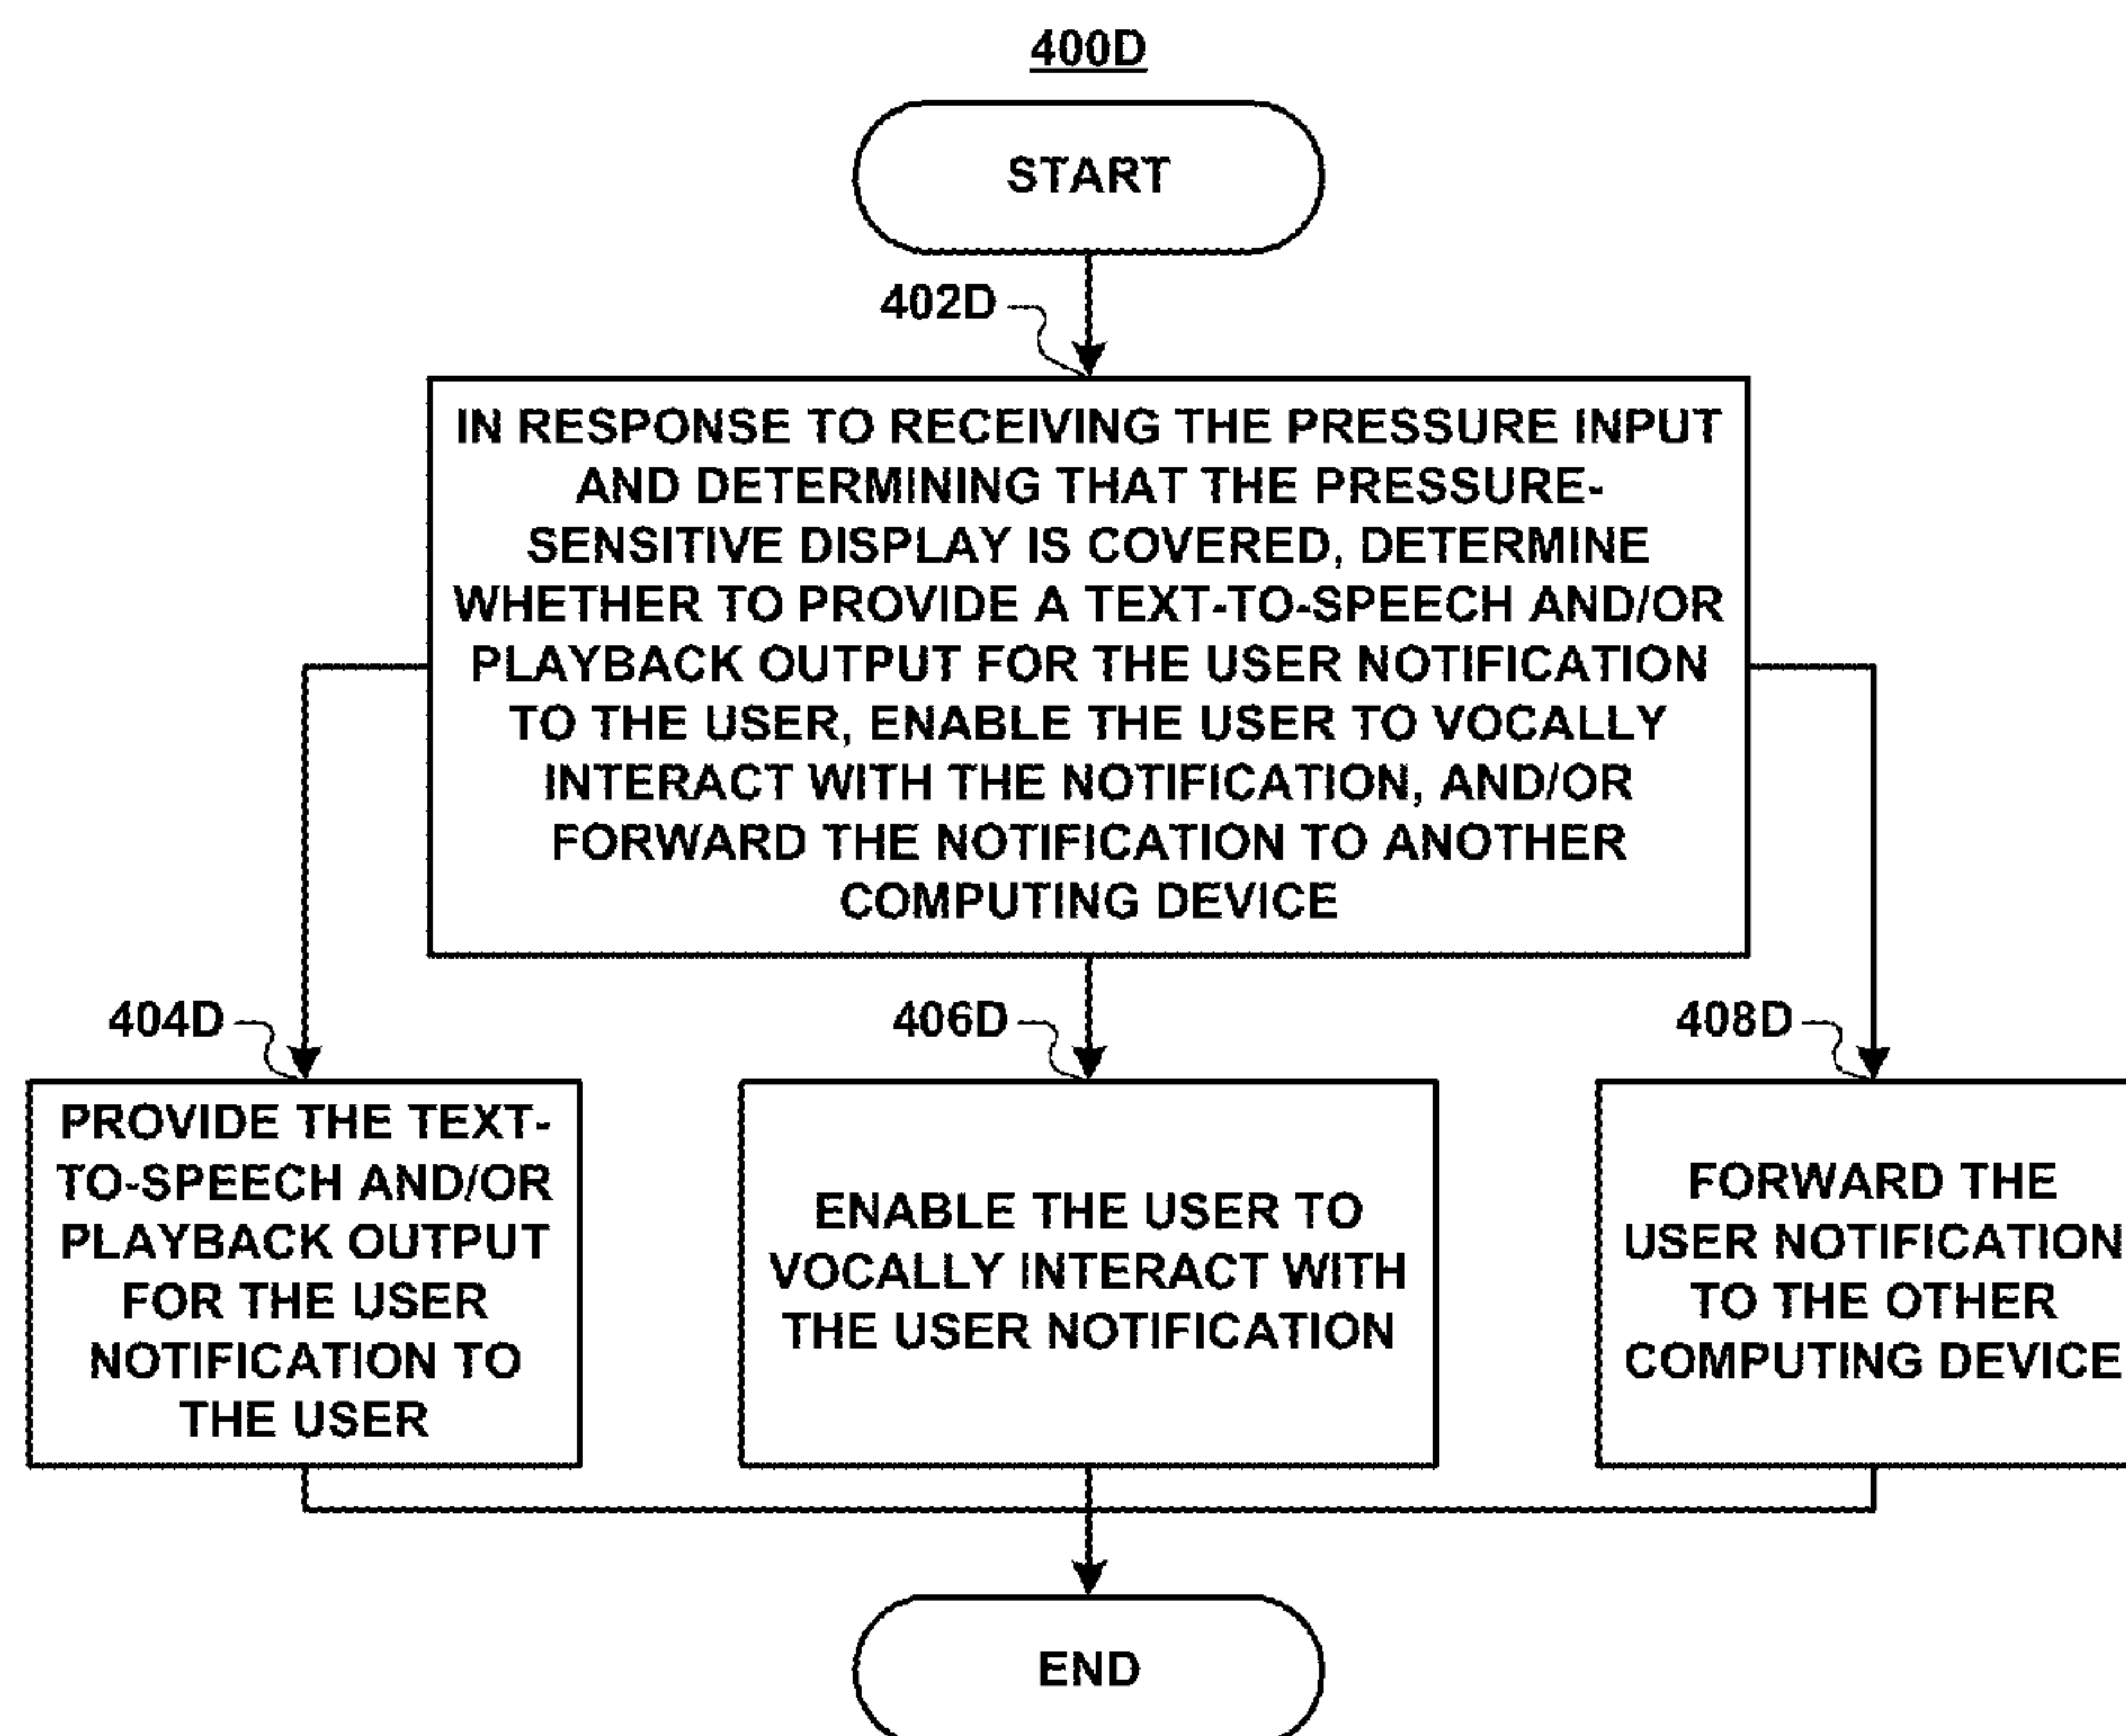 400D
START
402D
IN RESPONSE TO RECEIVING THE PRESSURE INPUT
AND DETERMINING THAT THE PRESSURE-
SENSITIVE DISPLAY IS COVERED, DETERMINE
WHETHER TO PROVIDE A TEXT-TO-SPEECH AND/OR
PLAYBACK OUTPUT FOR THE USER NOTIFICATION
TO THE USER, ENABLE THE USER TO VOCALLY
INTERACT WITH THE NOTIFICATION, AND/OR
FORWARD THE NOTIFICATION TO ANOTHER
COMPUTING DEVICE
404D
PROVIDE THE TEXT-
TO-SPEECH AND/OR
PLAYBACK OUTPUT
FOR THE USER
NOTIFICATION TO
THE USER
406D
ENABLE THE USER TO
VOCALLY INTERACT WITH
THE USER NOTIFICATION
408D
FORWARD THE
USER NOTIFICATION
TO THE OTHER
COMPUTING DEVICE
END